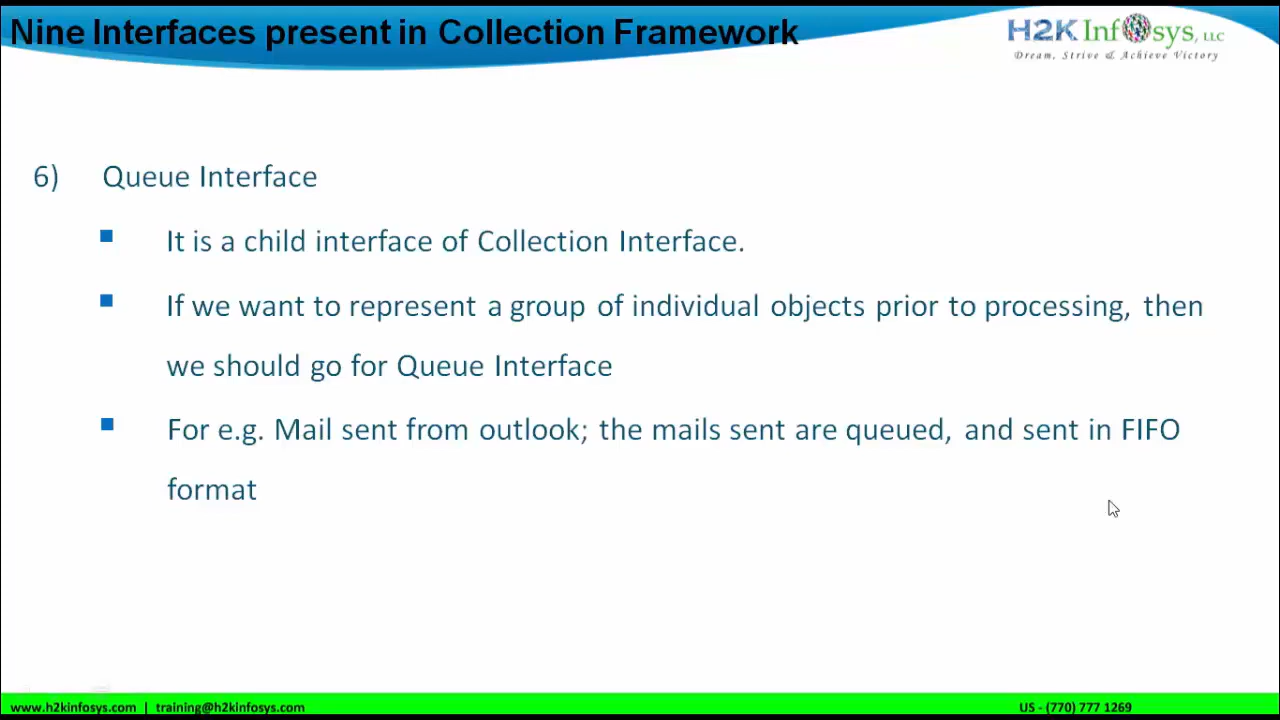 Nine Interfaces present in Collection Framework
H2K Infosys, LLC
Dream, Strive & Achieve Victory
6) Queue Interface
It is a child interface of Collection Interface.
If we want to represent a group of individual objects prior to processing, then
we should go for Queue Interface
For e.g. Mail sent from outlook; the mails sent are queued, and sent in FIFO
format
www.h2kinfosys.com | training@h2kinfosys.com
US - (770) 777 1269